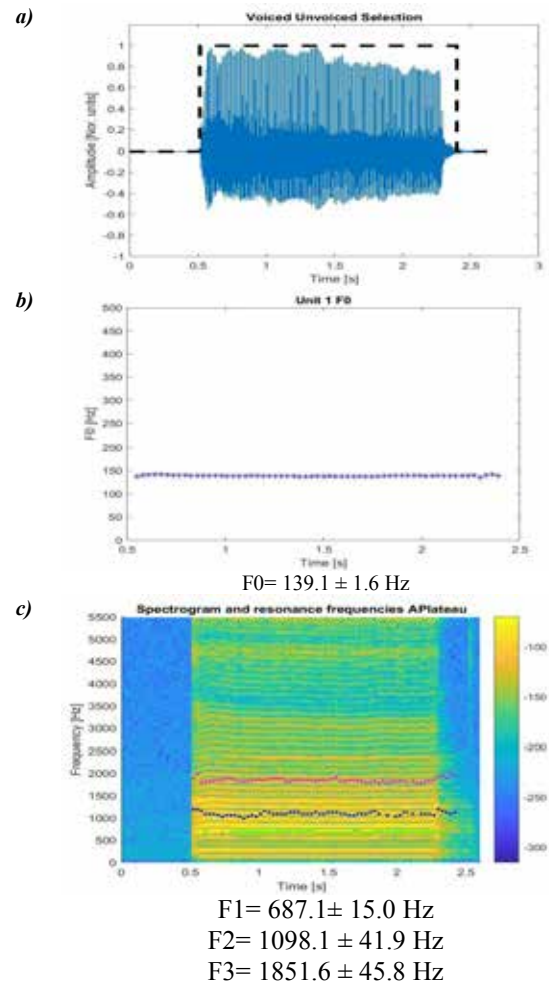 a)
Voiced Unvoiced Selection
1
0.8
0.6
0.4
0.2
0
-0.2
-0.4
-0.6
-0.8
-1
Amplitude [Nor. units]
0 0.5 1 1.5 2 2.5 3
Time [s]
b)
Unit 1 F0
500
450
400
350
300
250
200
150
100
50
0
F0 [Hz]
0.5 1 1.5 2 2.5
Time [s]
F0= 139.1 ± 1.6 Hz
c)
Spectrogram and resonance frequencies APlateau
5500
5000
4500
4000
3500
3000
2500
2000
1500
1000
500
0
Frequency [Hz]
0 0.5 1 1.5 2 2.5
Time [s]
-100
-200
-300
F1= 687.1± 15.0 Hz
F2= 1098.1 ± 41.9 Hz
F3= 1851.6 ± 45.8 Hz